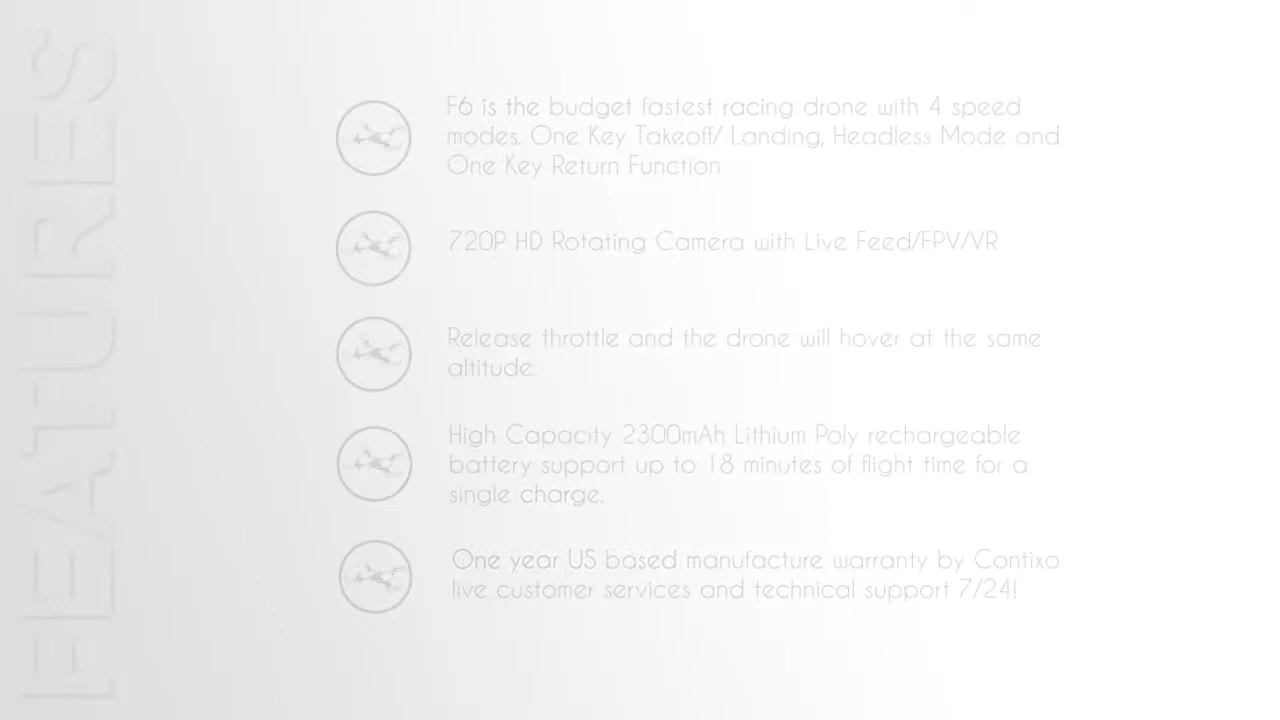 FEATURES
F6 is the budget fastest racing drone with 4 speed
modes. One Key Takeoff/ Landing, Headless Mode and
One Key Return Function.
720P HD Rotating Camera with Live Feed/FPV/VR
Release throttle and the drone will hover at the same
altitude.
High Capacity 2300mAh Lithium Poly rechargeable
battery support up to 18 minutes of flight time for a
single charge.
One year US based manufacture warranty by Contixo
live customer services and technical support 7/24!